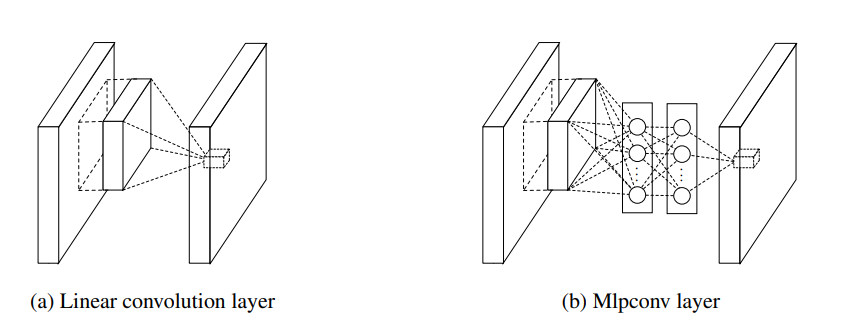 (a) Linear convolution layer
(b) Mlpconv layer